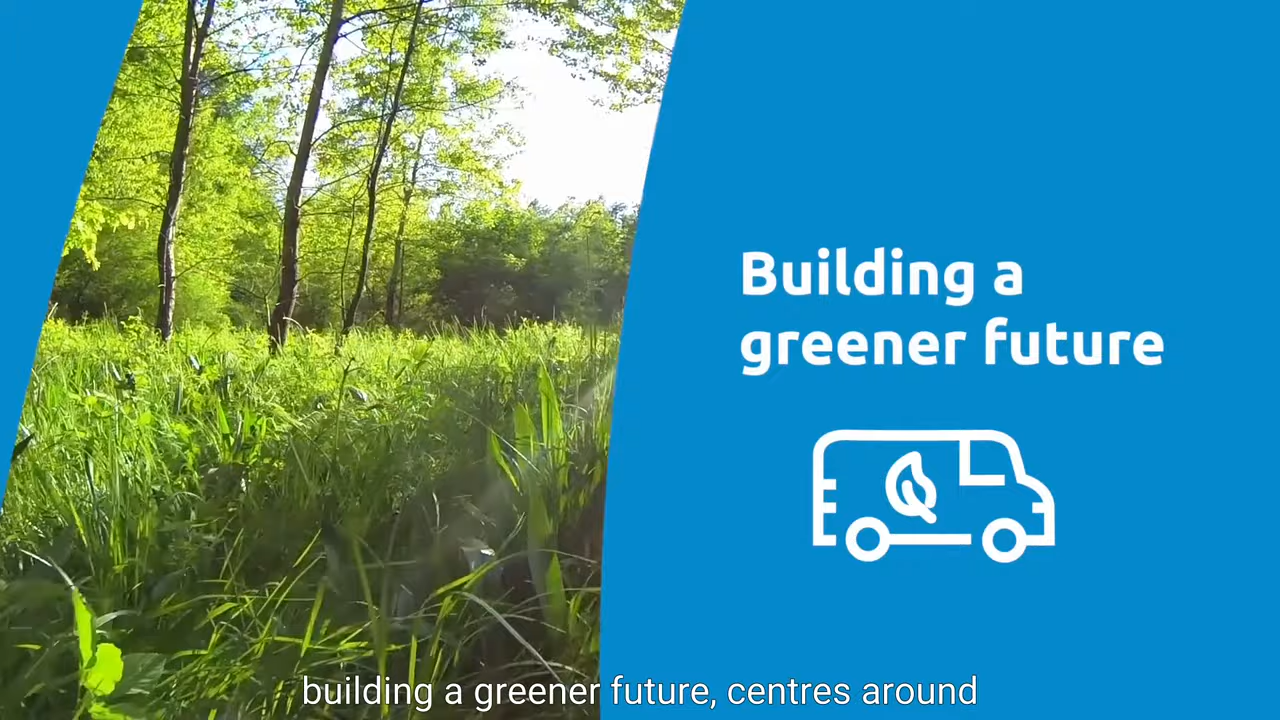 Building a
greener future
building a greener future, centres around